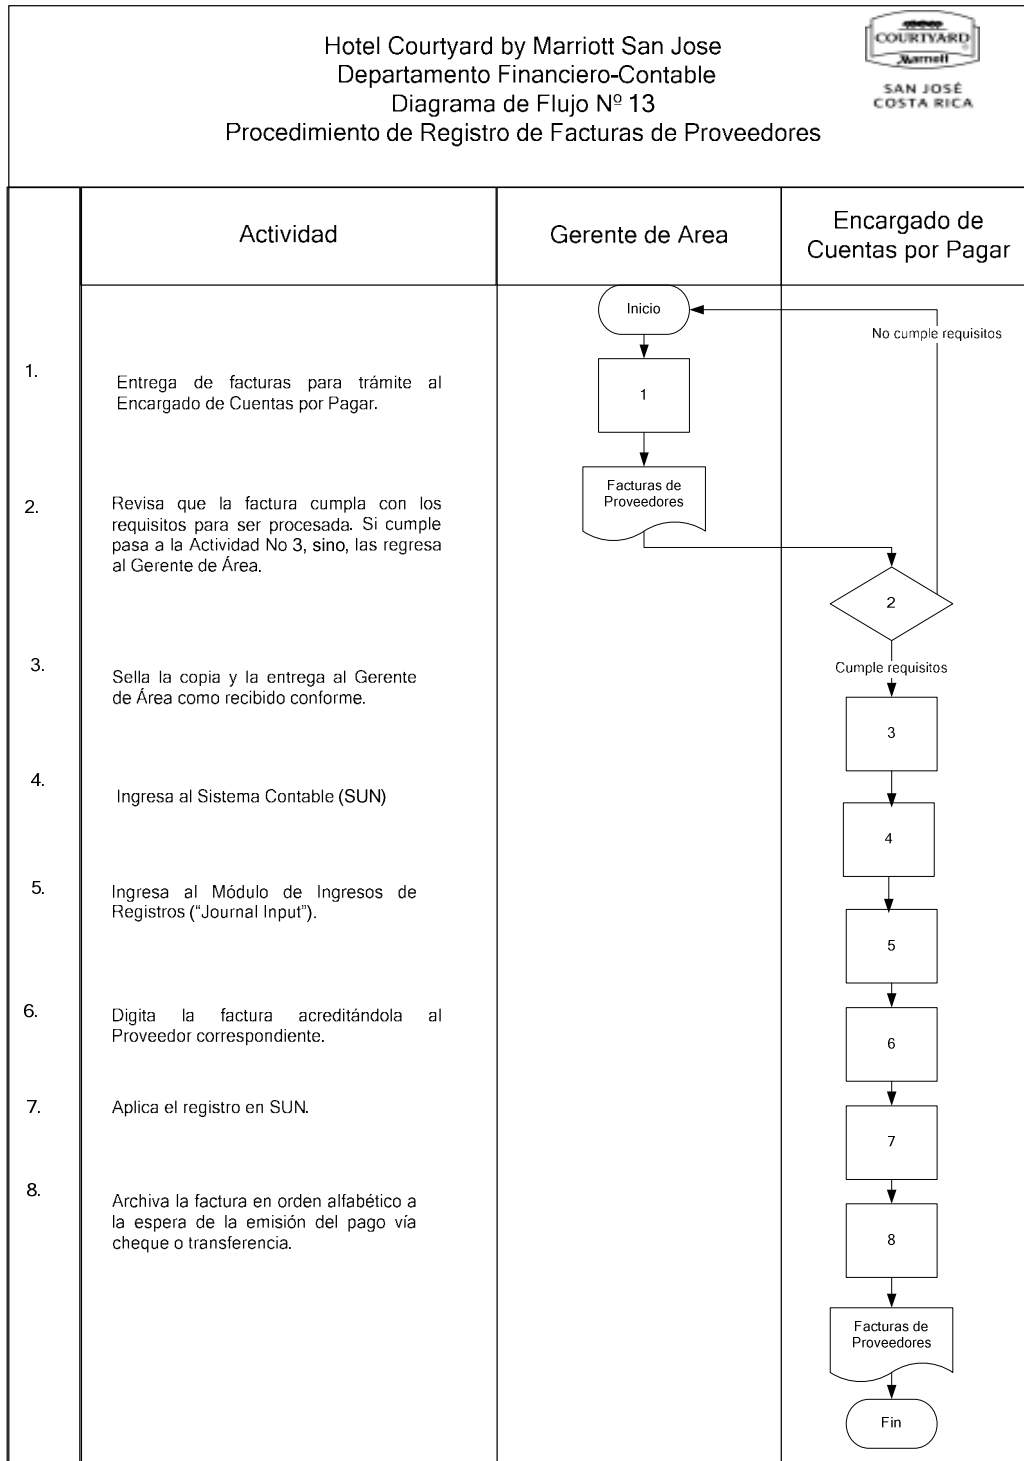 Hotel Courtyard by Marriott San Jose
Departamento Financiero-Contable
Diagrama de Flujo Nº 13
Procedimiento de Registro de Facturas de Proveedores
COURTYARD
Marriott
SAN JOSÉ
COSTA RICA
Actividad
Gerente de Area
Encargado de
Cuentas por Pagar
Inicio
No cumple requisitos
1.
Entrega de facturas para trámite al
Encargado de Cuentas por Pagar.
1
2.
Revisa que la factura cumpla con los
requisitos para ser procesada. Si cumple
pasa a la Actividad No 3, sino, las regresa
al Gerente de Área.
Facturas de
Proveedores
2
Cumple requisitos
3.
Sella la copia y la entrega al Gerente
de Área como recibido conforme.
3
4.
Ingresa al Sistema Contable (SUN)
4
5.
Ingresa al Módulo de Ingresos de
Registros (“Journal Input”).
5
6.
Digita la factura acreditándola al
Proveedor correspondiente.
6
7.
Aplica el registro en SUN.
7
8.
Archiva la factura en orden alfabético a
la espera de la emisión del pago vía
cheque o transferencia.
8
Facturas de
Proveedores
Fin